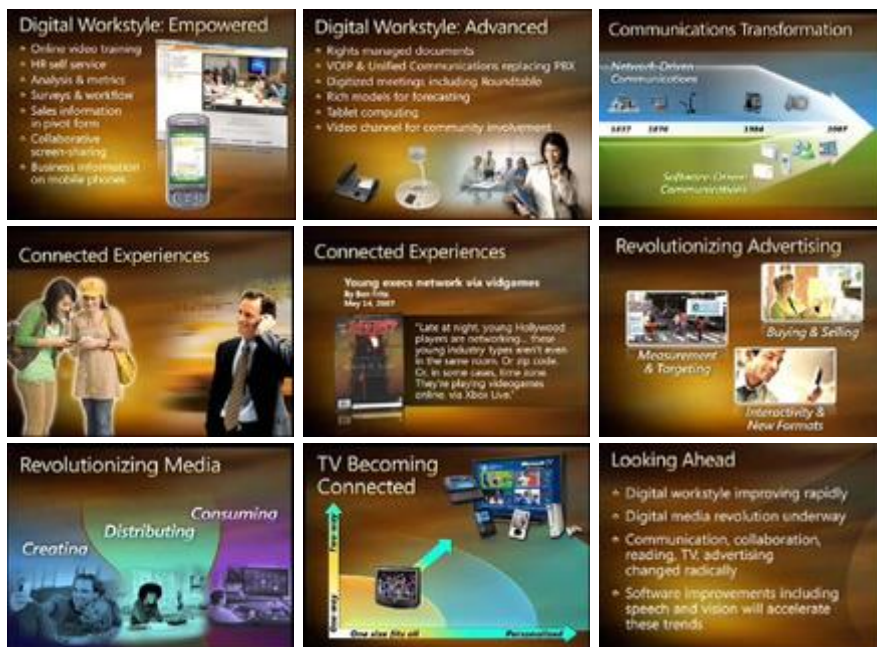 Digital Workstyle: Empowered
Online video training
HR self service
Analysis & metrics
Surveys & workflow
Sales information
in pivot form
Collaborative
screen-sharing
Business information
on mobile phones
Digital Workstyle: Advanced
Rights managed documents
VOIP & Unified Communications replacing PBX
Digitized meetings including Roundtable
Rich models for forecasting
Tablet computing
Video channel for community involvement
Communications Transformation
Network-Driven
Communications
1837 1876 1984 2007
Software-Driven
Communications
Connected Experiences
Connected Experiences
Young execs network via vidgames
By Ben Fritz
May 14, 2007
"Late at night, young Hollywood
players are networking... these
young industry types aren't even
in the same room. Or zip code.
Or, in some cases, time zone.
They're playing videogames
online, via Xbox Live."
Revolutionizing Advertising
Buying & Selling
Measurement
& Targeting
Interactivity &
New Formats
Revolutionizing Media
Consuming
Distributing
Creating
TV Becoming
Connected
Two-way
One-way
One size fits all
Personalized
Looking Ahead
Digital workstyle improving rapidly
Digital media revolution underway
Communication, collaboration,
reading, TV, advertising
changed radically
Software improvements including
speech and vision will accelerate
these trends